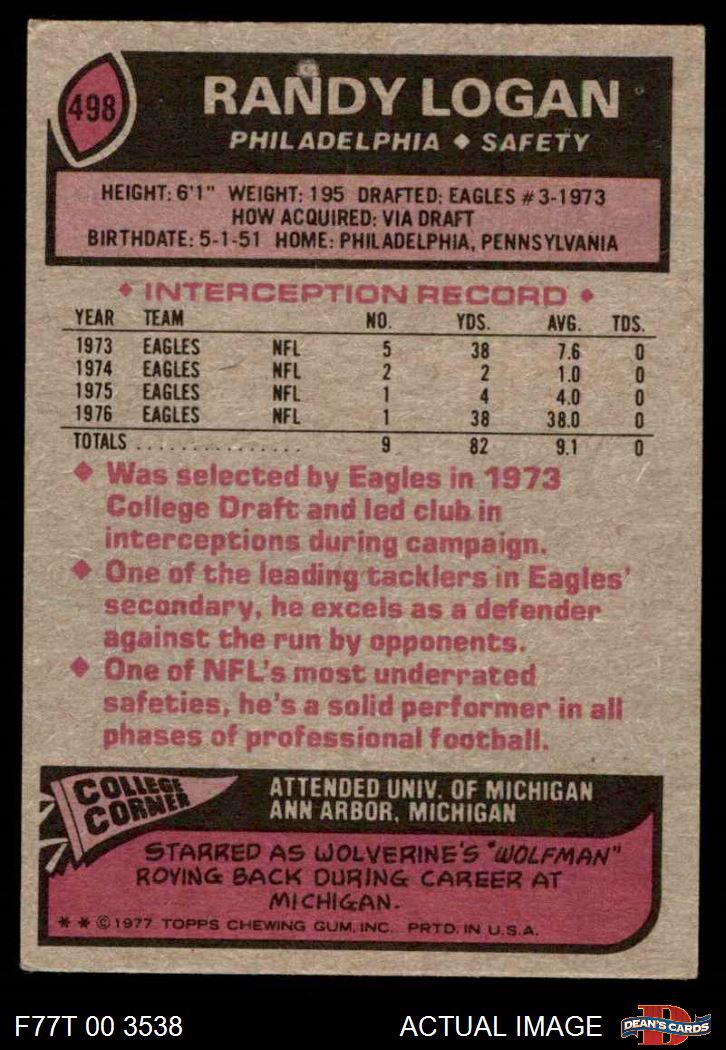 498
RANDY LOGAN
PHILADELPHIA ◆ SAFETY
HEIGHT: 6'1" WEIGHT: 195 DRAFTED: EAGLES #3-1973
HOW ACQUIRED: VIA DRAFT
BIRTHDATE: 5-1-51 HOME: PHILADELPHIA, PENNSYLVANIA
◆ INTERCEPTION RECORD ◆
YEAR TEAM NO. YDS. AVG. TDS.
1973 EAGLES NFL 5 38 7.6 0
1974 EAGLES NFL 2 2 1.0 0
1975 EAGLES NFL 1 4 4.0 0
1976 EAGLES NFL 1 38 38.0 0
TOTALS ................ 9 82 9.1 0
◆ Was selected by Eagles in 1973
College Draft and led club in
interceptions during campaign.
◆ One of the leading tacklers in Eagles'
secondary, he excels as a defender
against the run by opponents.
◆ One of NFL's most underrated
safeties, he's a solid performer in all
phases of professional football.
COLLEGE
CORNER
ATTENDED UNIV. OF MICHIGAN
ANN ARBOR, MICHIGAN
STARRED AS WOLVERINE'S "WOLFMAN"
ROVING BACK DURING CAREER AT
MICHIGAN.
* * © 1977 TOPPS CHEWING GUM, INC. PRTD. IN U.S.A.
F77T 00 3538
ACTUAL IMAGE
D
DEAN'S CARDS